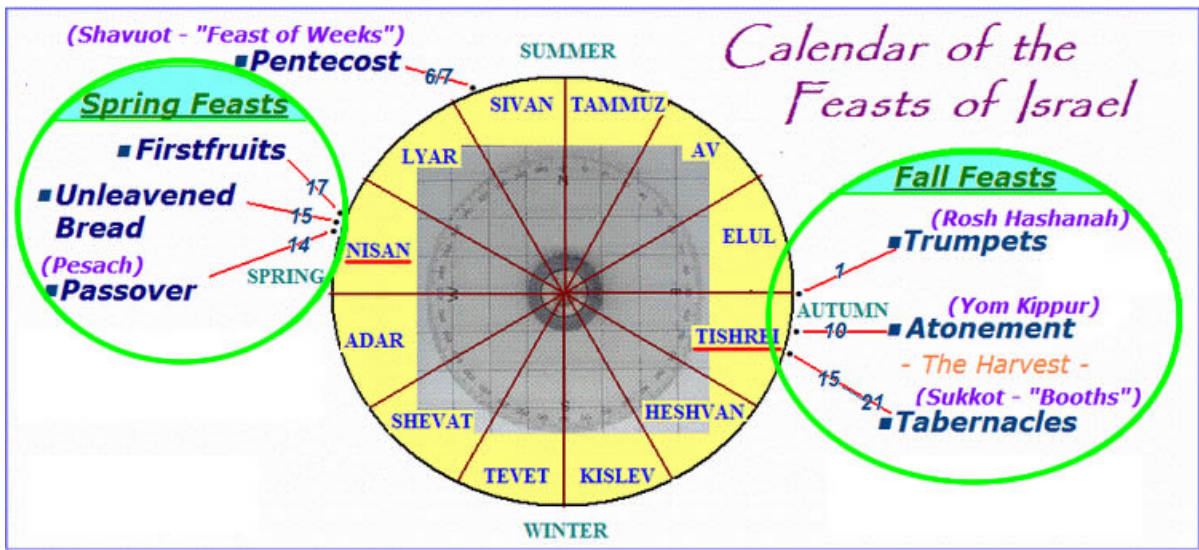 Calendar of the
Feasts of Israel
(Shavuot - "Feast of Weeks")
Pentecost
6/7
Spring Feasts
Firstfruits
17
Unleavened
Bread
15
14
(Pesach)
Passover
SPRING
SUMMER
SIVAN
TAMMUZ
LYAR
AV
NISAN
ELUL
ADAR
TISHREI
SHEVAT
HESHVAN
TEVET
KISLEV
WINTER
N
W
E
S
AUTUMN
Fall Feasts
(Rosh Hashanah)
Trumpets
1
(Yom Kippur)
Atonement
10
- The Harvest -
(Sukkot - "Booths")
Tabernacles
15
21